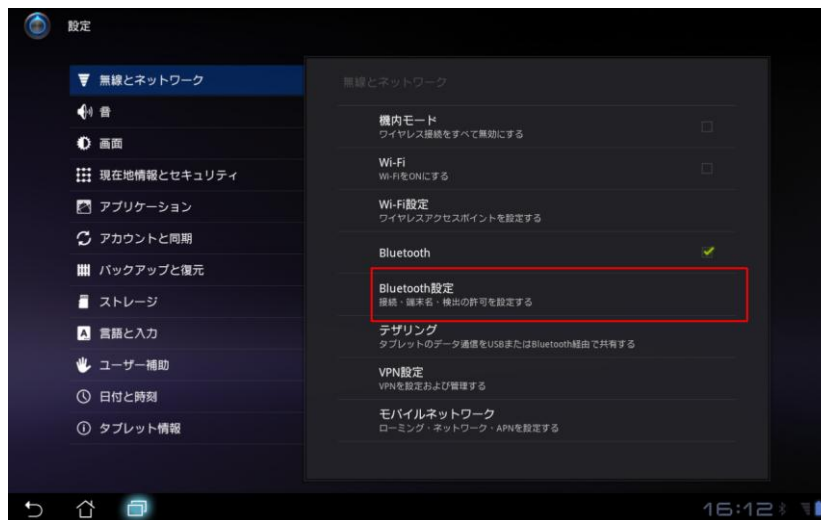 設定
無線とネットワーク
音
画面
現在地情報とセキュリティ
アプリケーション
アカウントと同期
バックアップと復元
ストレージ
言語と入力
ユーザー補助
日付と時刻
タブレット情報
無線とネットワーク
機内モード
ワイヤレス接続をすべて無効にする
Wi-Fi
Wi-FiをONにする
Wi-Fi設定
ワイヤレスアクセスポイントを設定する
Bluetooth
Bluetooth設定
接続・端末名・検出の許可を設定する
テザリング
タブレットのデータ通信をUSBまたはBluetooth経由で共有する
VPN設定
VPNを設定および管理する
モバイルネットワーク
ローミング・ネットワーク・APNを設定する
16:12